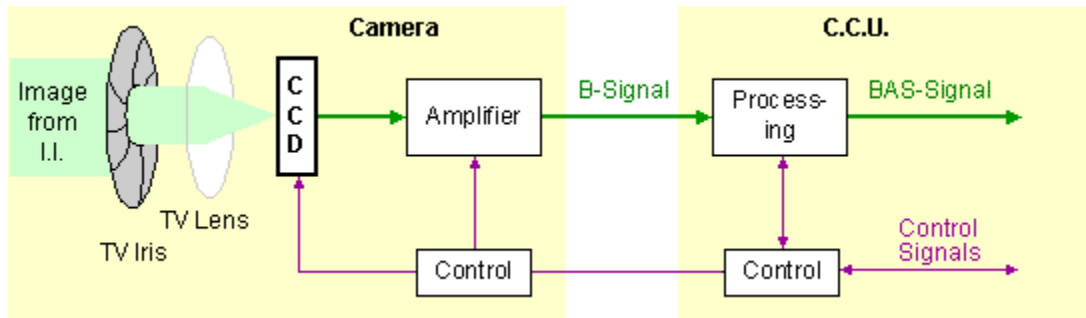 Camera
C.C.U.
Image
from
I.I.
TV Iris
TV Lens
C
C
D
Amplifier
B-Signal
Process-
ing
BAS-Signal
Control
Control
Control
Signals